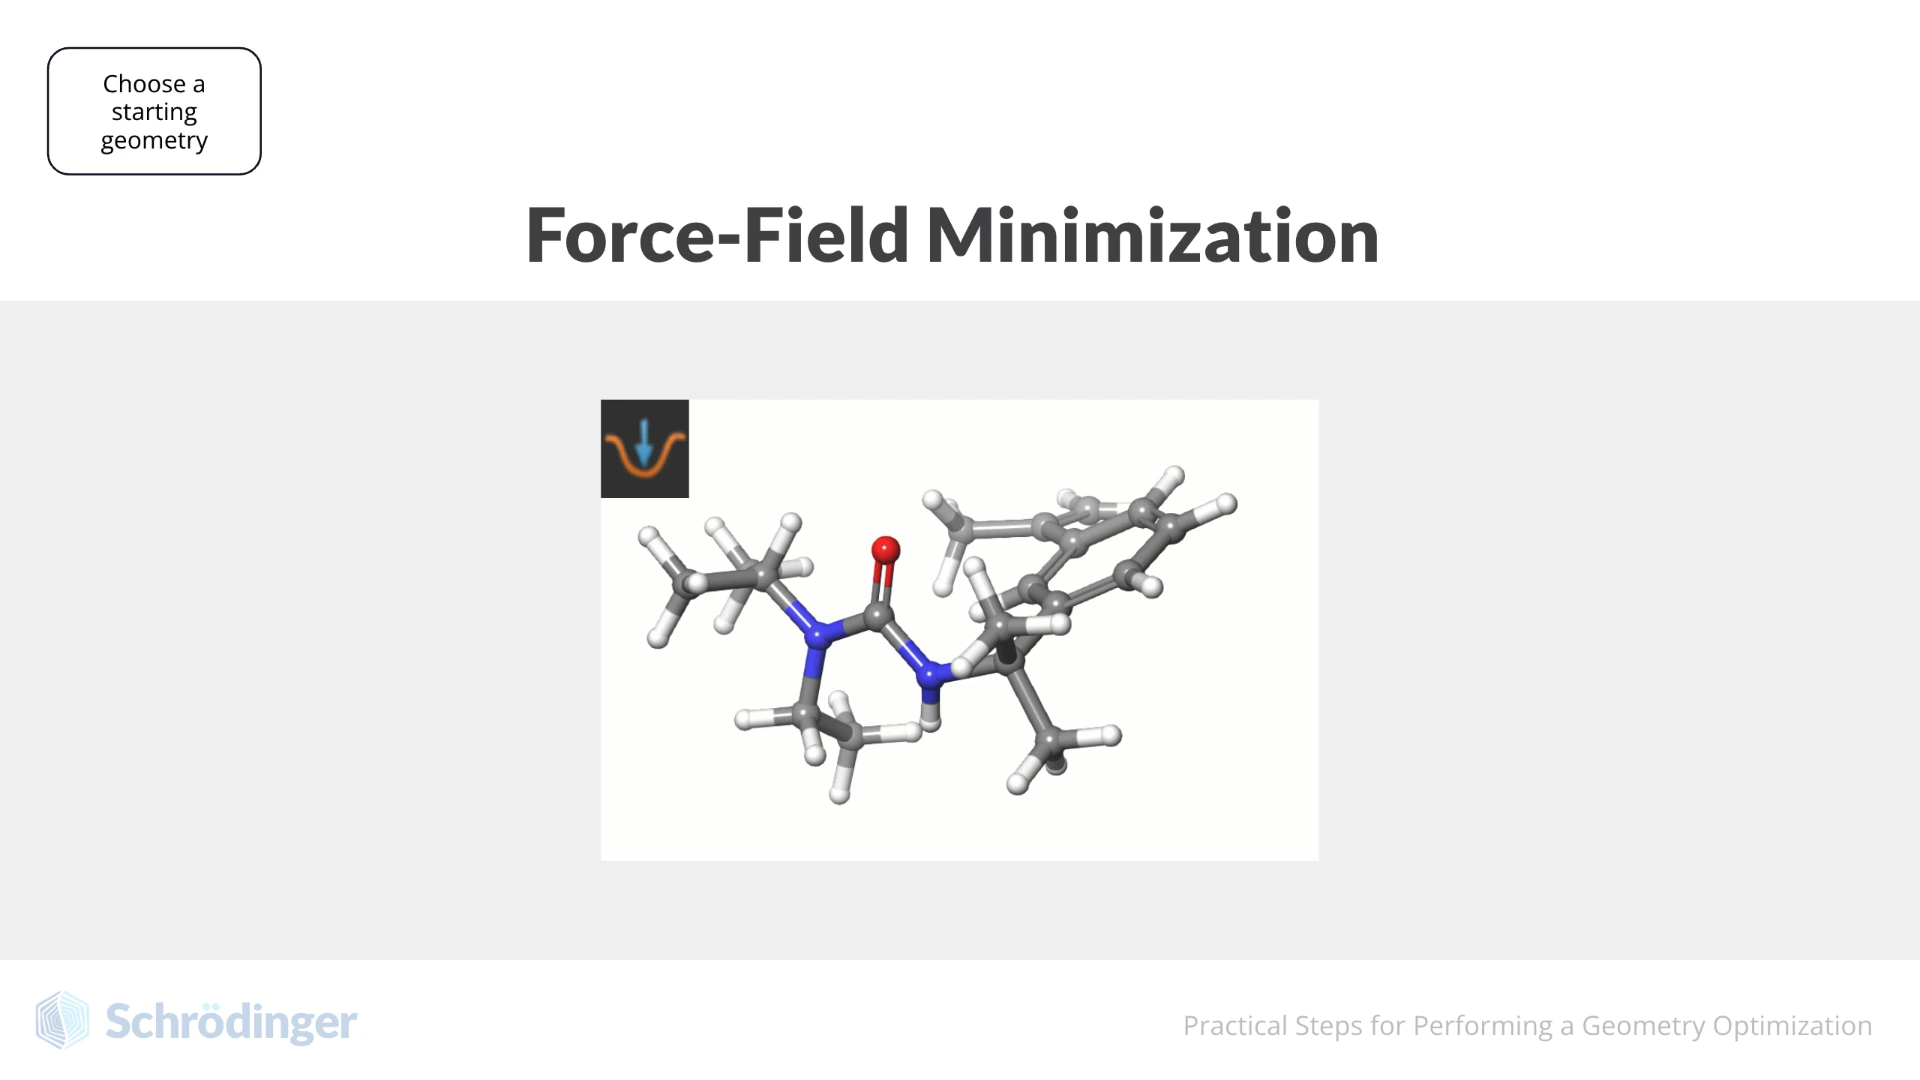 Choose a
starting
geometry
Force-Field Minimization
Schrödinger
Practical Steps for Performing a Geometry Optimization